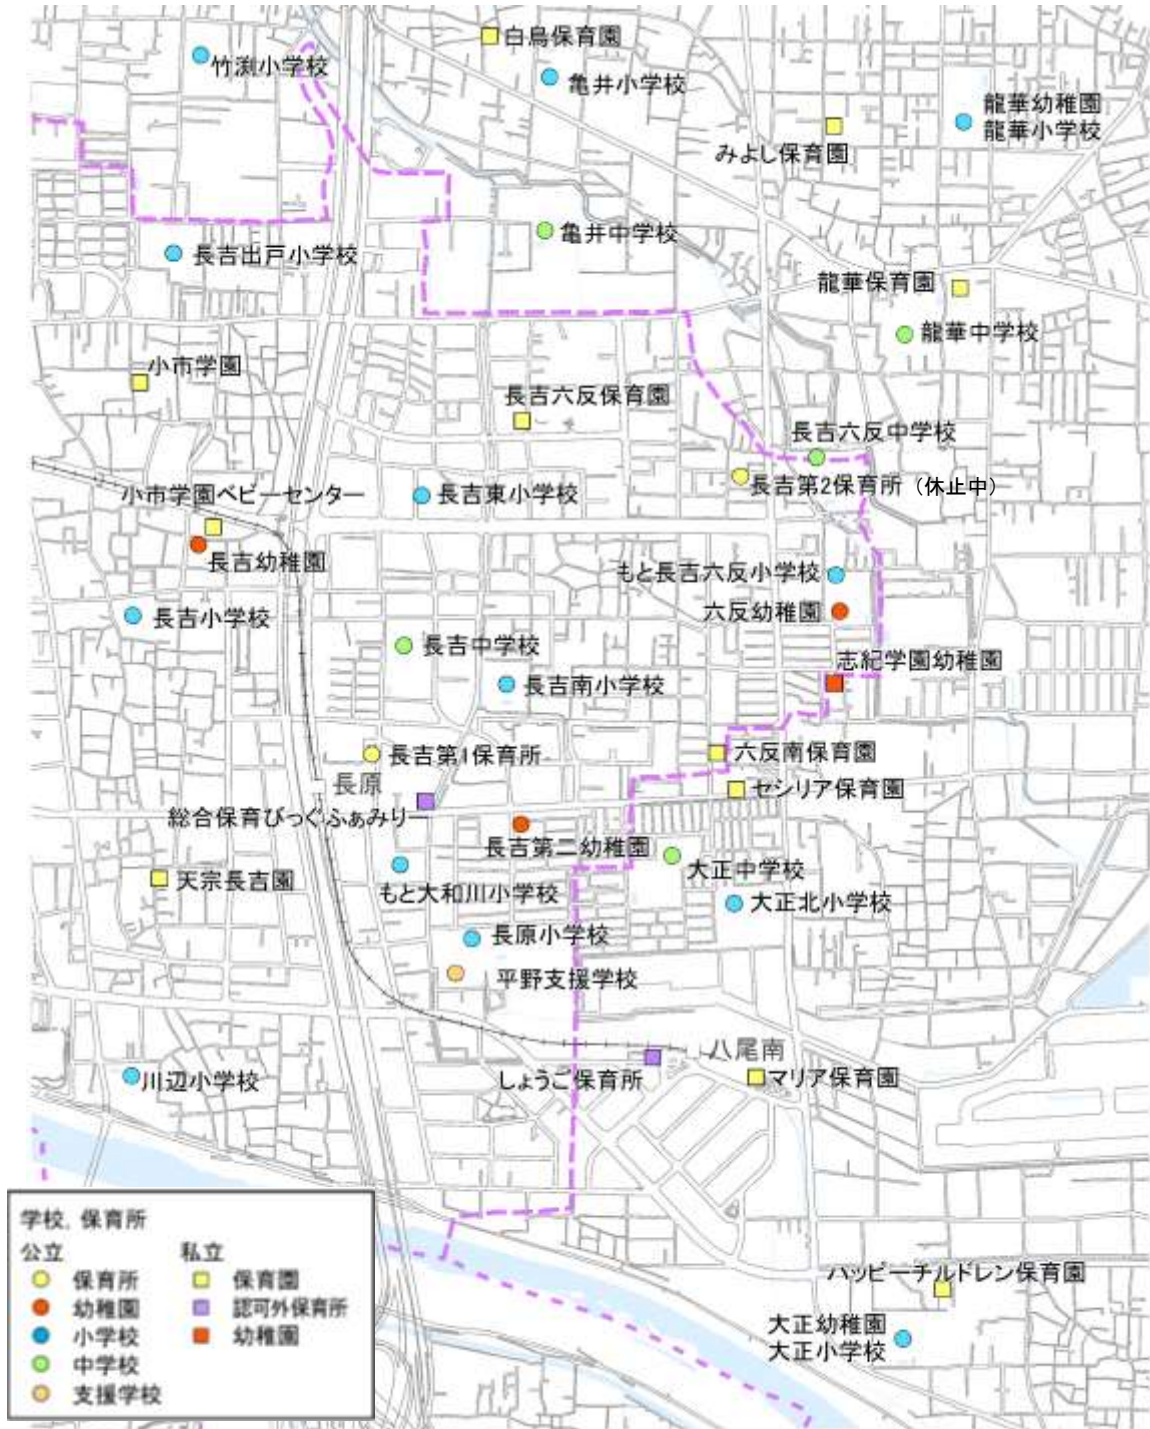 白鳥保育園
竹渕小学校
亀井小学校
龍華幼稚園
龍華小学校
みよし保育園
亀井中学校
長吉出戸小学校
龍華保育園
龍華中学校
小市学園
長吉六反保育園
長吉六反中学校
長吉第2保育所（休止中）
小市学園ベビーセンター
長吉東小学校
長吉幼稚園
もと長吉六反小学校
六反幼稚園
長吉小学校
長吉中学校
志紀学園幼稚園
長吉南小学校
長吉第1保育所
六反南保育園
長原
セシリア保育園
総合保育びっぐふぁみりー
長吉第二幼稚園
大正中学校
天宗長吉園
もと大和川小学校
大正北小学校
長原小学校
平野支援学校
八尾南
川辺小学校
しょうご保育所
マリア保育園
ハッピーチルドレン保育園
大正幼稚園
大正小学校
学校，保育所
公立 私立
保育所 保育園
幼稚園 認可外保育所
小学校 幼稚園
中学校
支援学校